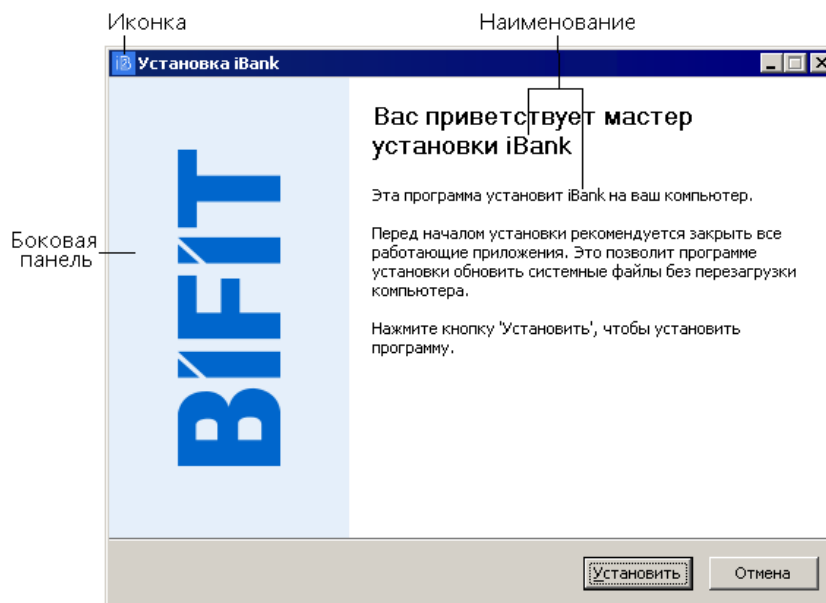 Иконка
Наименование
Установка iBank
Вас приветствует мастер
установки iBank
Эта программа установит iBank на ваш компьютер.
Боковая
панель
Перед началом установки рекомендуется закрыть все
работающие приложения. Это позволит программе
установки обновить системные файлы без перезагрузки
компьютера.
Нажмите кнопку 'Установить', чтобы установить
программу.
BIFIT
Установить
Отмена